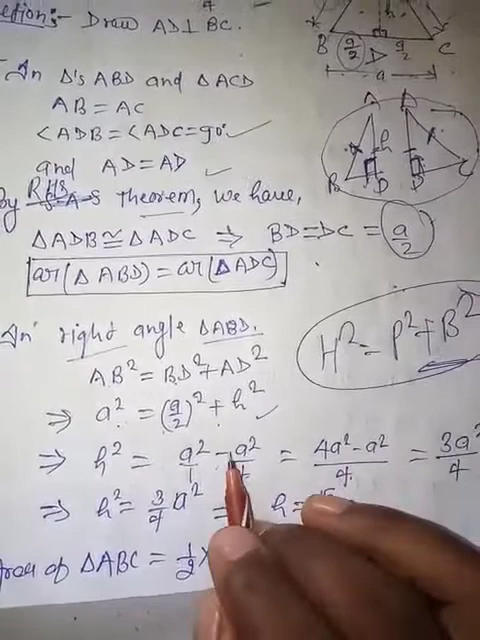 Draw AD⊥BC.
B a/2 D a/2 C
a
In Δ's ABD and ΔACD
AB = AC
<ADB = <ADC = 90°
and AD = AD
A
h
B D D C
By RHS theorem, we have,
ΔADB ≅ ΔADC ⇒ BD = DC = a/2
ar(ΔABD) = ar(ΔADC)
In right angle ΔABD.
H² = P² + B²
AB² = BD² + AD²
⇒ a² = (a/2)² + h²
⇒ h² = a²/1 - a²/4 = 4a² - a²/4 = 3a²/4
⇒ h² = 3/4 a² = h =
of ΔABC = 1/2 ×